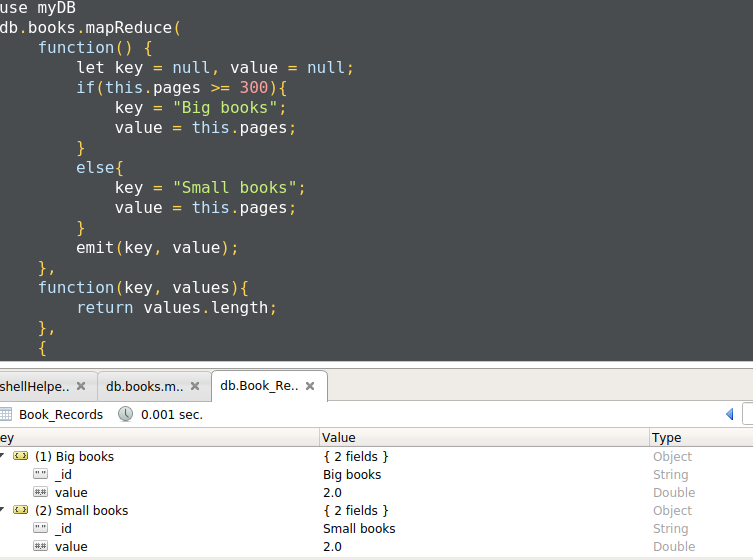 use myDB
db.books.mapReduce(
function() {
let key = null, value = null;
if(this.pages >= 300){
key = "Big books";
value = this.pages;
}
else{
key = "Small books";
value = this.pages;
}
emit(key, value);
},
function(key, values){
return values.length;
},
{
shellHelpe.. db.books.m.. db.Book_Re..
Book_Records 0.001 sec.
ey Value Type
(1) Big books { 2 fields } Object
_id Big books String
value 2.0 Double
(2) Small books { 2 fields } Object
_id Small books String
value 2.0 Double